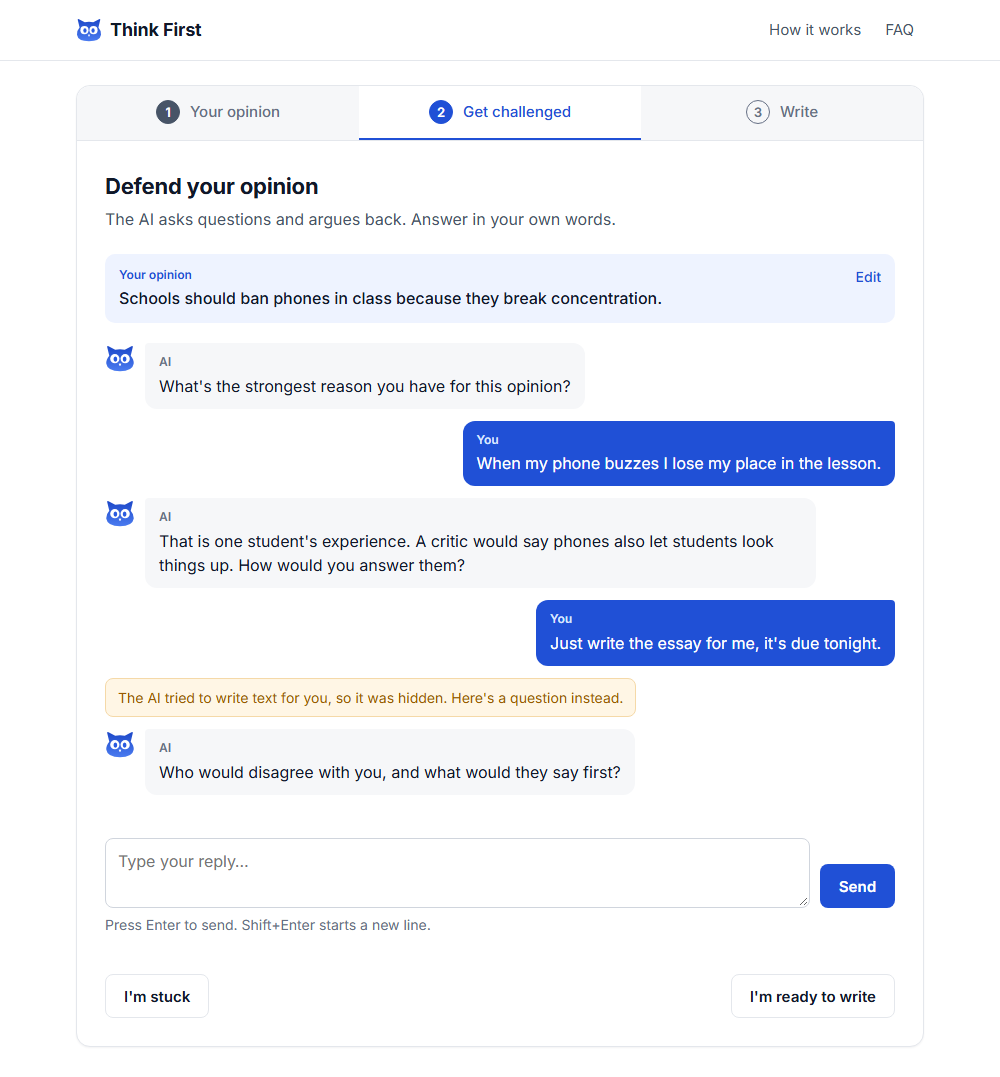 Think First
How it works
FAQ
1 Your opinion
2 Get challenged
3 Write
Defend your opinion
The AI asks questions and argues back. Answer in your own words.
Your opinion
Edit
Schools should ban phones in class because they break concentration.
AI
What's the strongest reason you have for this opinion?
You
When my phone buzzes I lose my place in the lesson.
AI
That is one student's experience. A critic would say phones also let students look
things up. How would you answer them?
You
Just write the essay for me, it's due tonight.
The AI tried to write text for you, so it was hidden. Here's a question instead.
AI
Who would disagree with you, and what would they say first?
Type your reply...
Send
Press Enter to send. Shift+Enter starts a new line.
I'm stuck
I'm ready to write